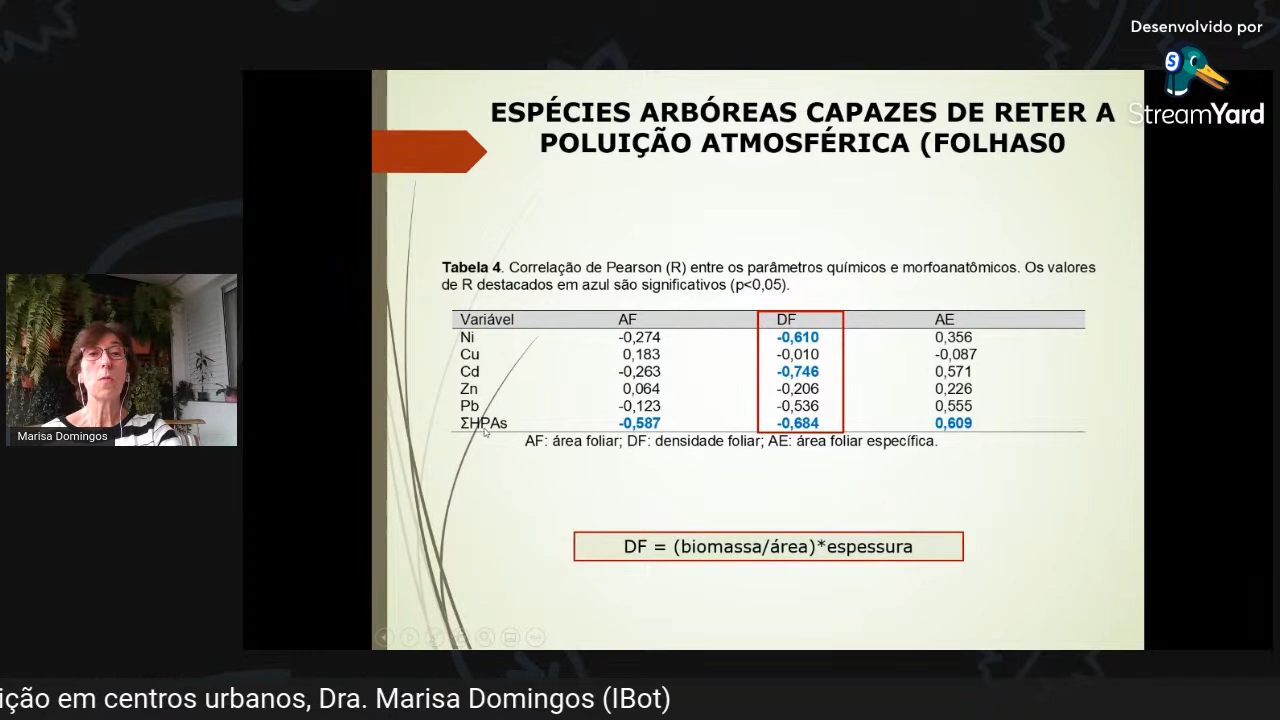 Desenvolvido por
StreamYard
ESPÉCIES ARBÓREAS CAPAZES DE RETER A
POLUIÇÃO ATMOSFÉRICA (FOLHAS0
Tabela 4. Correlação de Pearson (R) entre os parâmetros químicos e morfoanatômicos. Os valores
de R destacados em azul são significativos (p<0,05).
Variável AF DF AE
Ni -0,274 -0,610 0,356
Cu 0,183 -0,010 -0,087
Cd -0,263 -0,746 0,571
Zn 0,064 -0,206 0,226
Pb -0,123 -0,536 0,555
ΣHPAs -0,587 -0,684 0,609
AF: área foliar; DF: densidade foliar; AE: área foliar específica.
DF = (biomassa/área)*espessura
Marisa Domingos
ição em centros urbanos, Dra. Marisa Domingos (IBot)